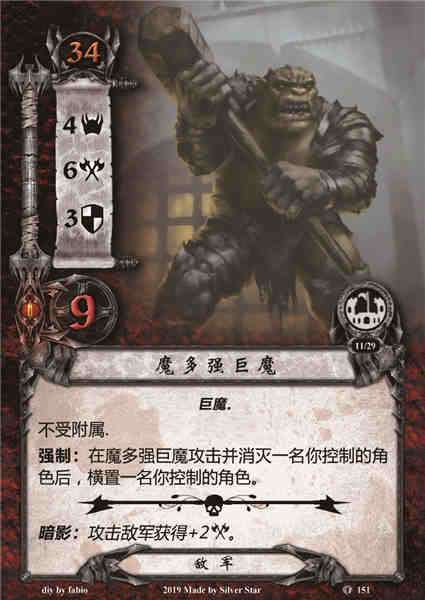 34
4
6
3
9
11/29
魔多强巨魔
巨魔.
不受附属.
强制：在魔多强巨魔攻击并消灭一名你控制的角
色后，横置一名你控制的角色。
暗影：攻击敌军获得+2。
敌军
diy by fabio 2019 Made by Silver Star 151